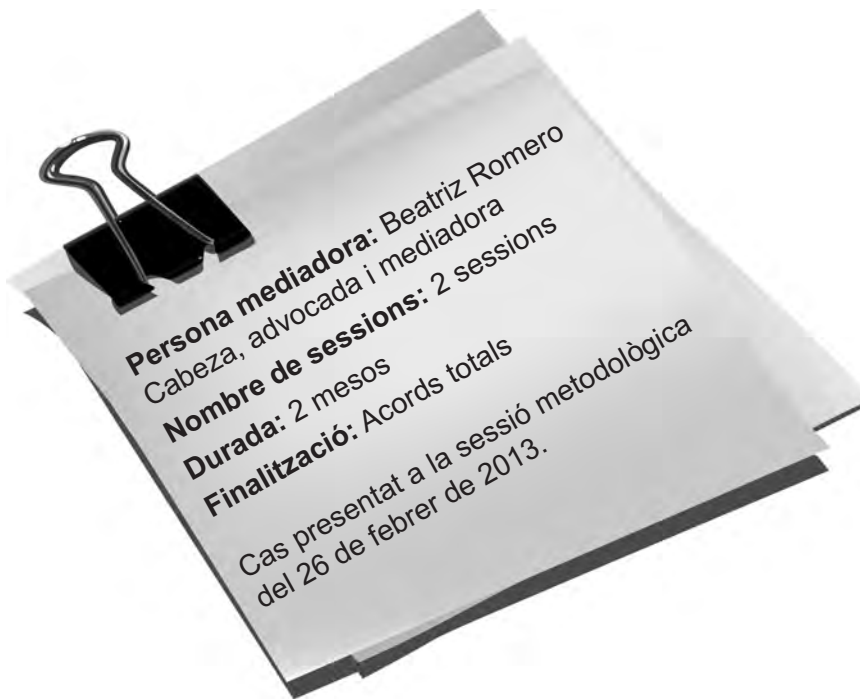 Persona mediadora: Beatriz Romero
Cabeza, advocada i mediadora
Nombre de sessions: 2 sessions
Durada: 2 mesos
Finalització: Acords totals
Cas presentat a la sessió metodològica
del 26 de febrer de 2013.